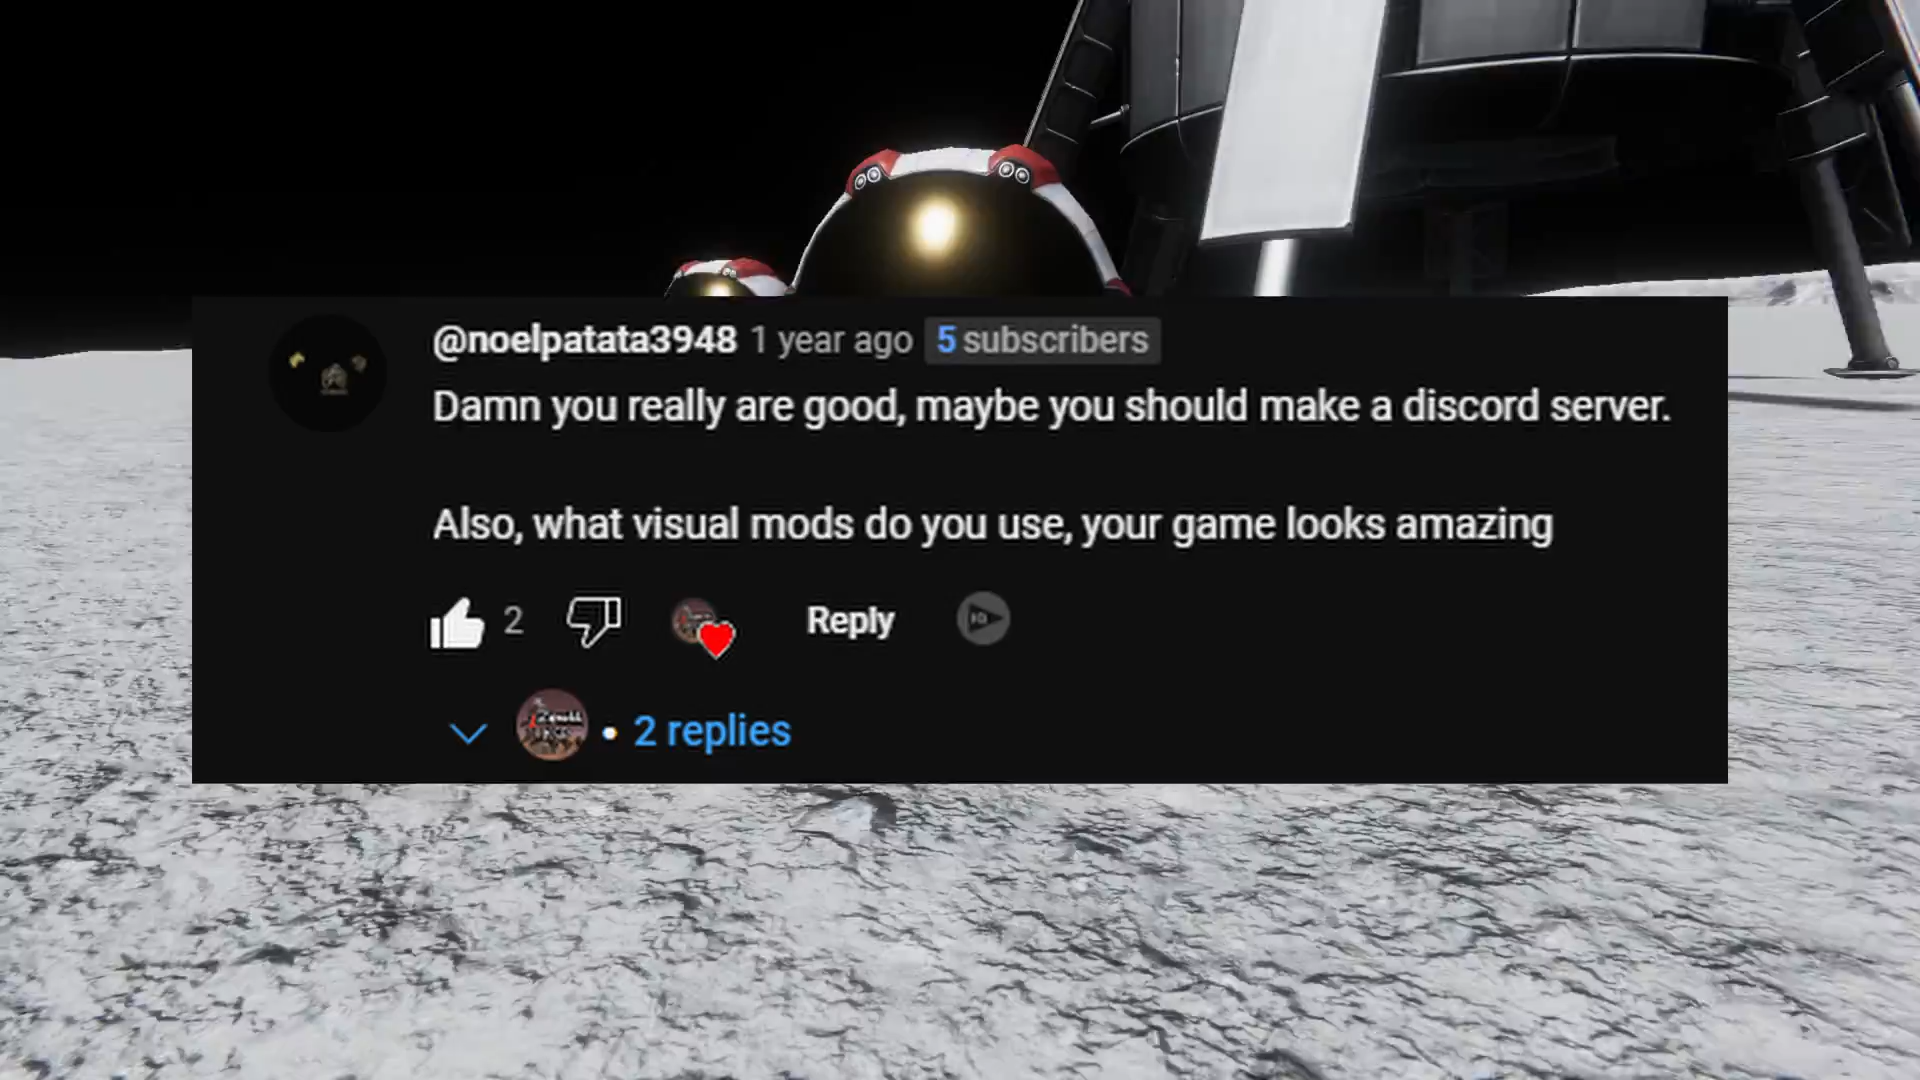 @noelpatata3948 1 year ago 5 subscribers
Damn you really are good, maybe you should make a discord server.
Also, what visual mods do you use, your game looks amazing
2 Reply
2 replies